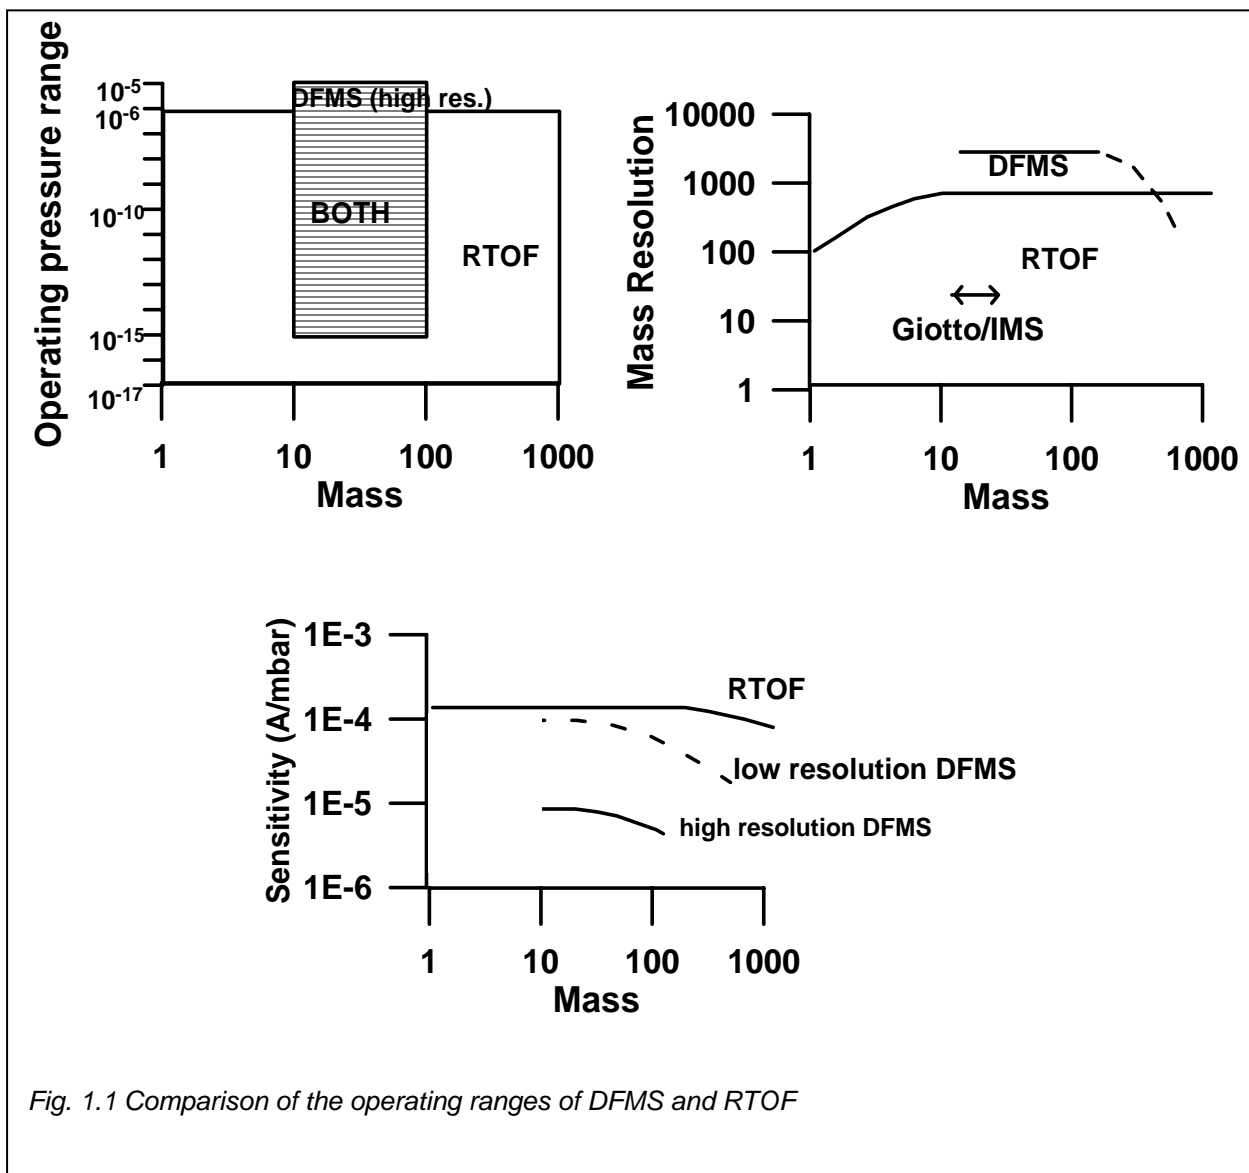 Operating pressure range
10-5
DFMS (high res.)
10-6
BOTH
10-10
RTOF
10-15
10-17
1 10 100 1000
Mass
Mass Resolution
10000
DFMS
1000
100
RTOF
10
Giotto/IMS
1
1 10 100 1000
Mass
Sensitivity (A/mbar)
1E-3
RTOF
1E-4
low resolution DFMS
1E-5
high resolution DFMS
1E-6
1 10 100 1000
Mass
Fig. 1.1 Comparison of the operating ranges of DFMS and RTOF